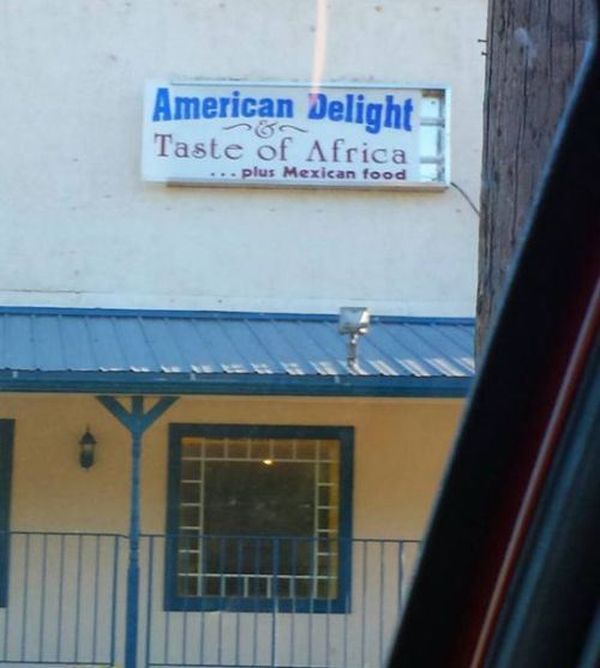 American Delight
&
Taste of Africa
... plus Mexican food